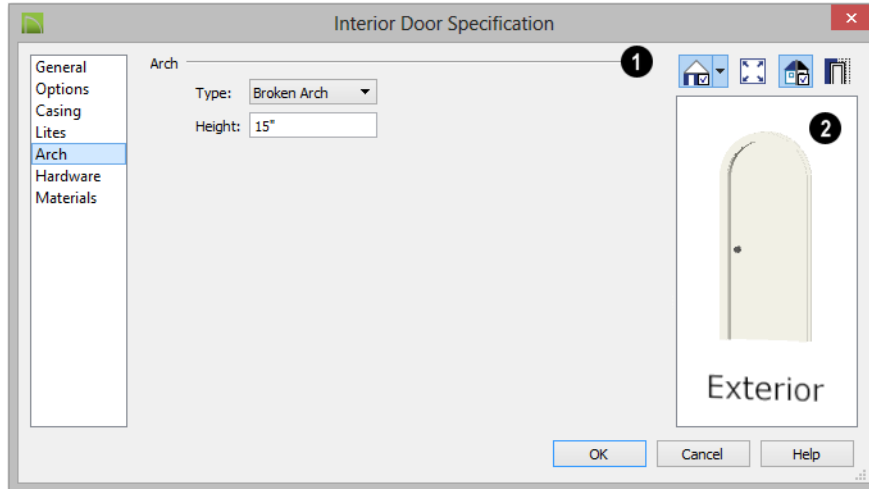 Interior Door Specification
General
Options
Casing
Lites
Arch
Hardware
Materials
Arch
Type: Broken Arch
Height: 15"
1
2
Exterior
OK Cancel Help